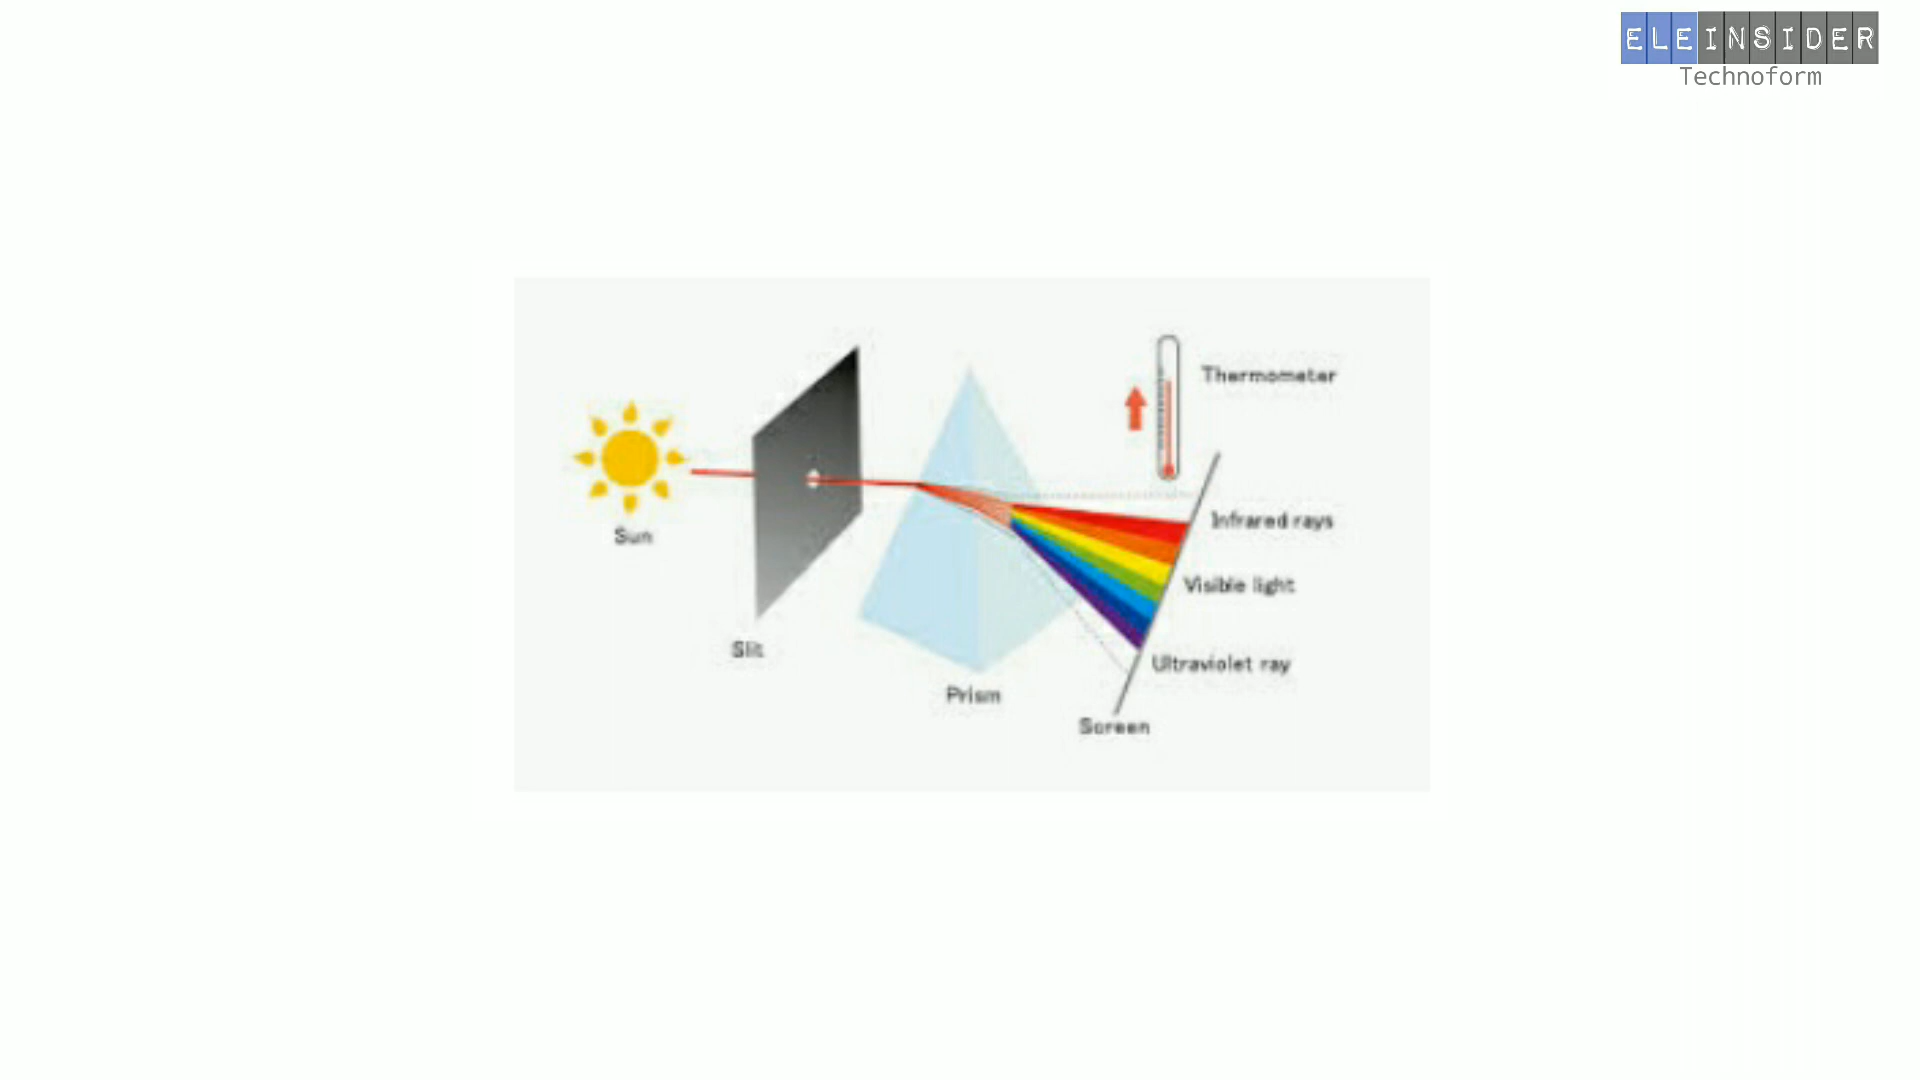 ELEINSIDER
Technoform
Thermometer
Infrared rays
Sun
Visible light
Slit
Ultraviolet ray
Prism
Screen